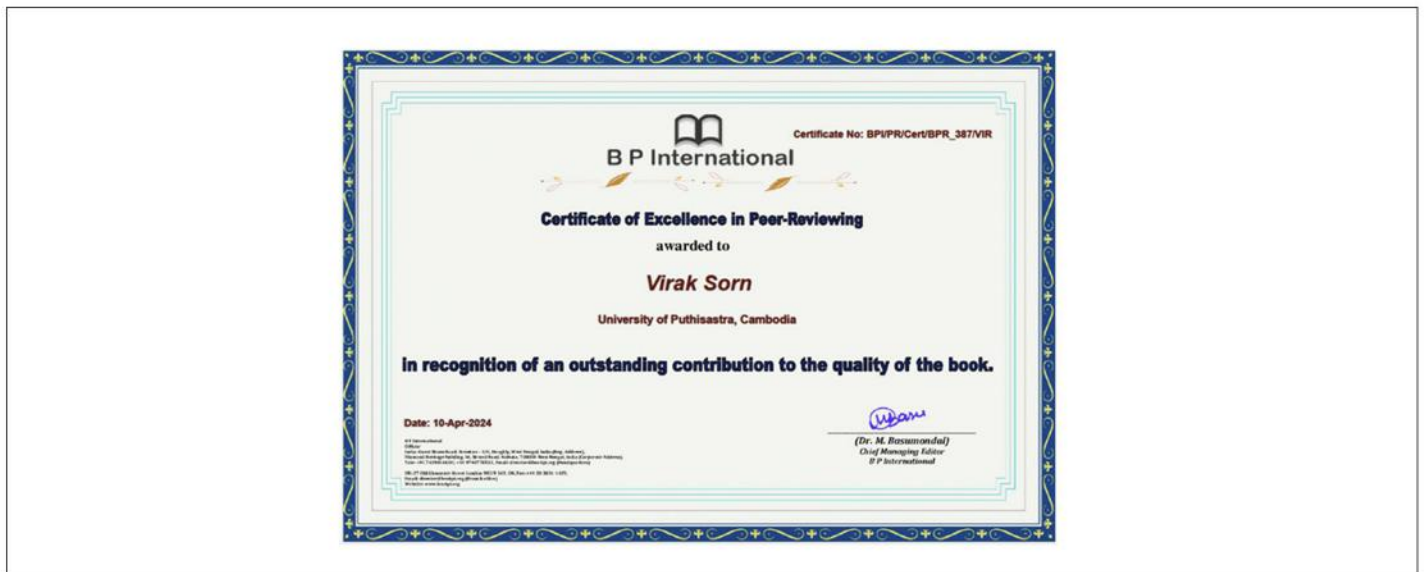 Certificate No: BPI/PR/Cert/BPR_387/VIR
B P International
Certificate of Excellence in Peer-Reviewing
awarded to
Virak Sorn
University of Puthisastra, Cambodia
in recognition of an outstanding contribution to the quality of the book.
Date: 10-Apr-2024
(Dr. M. Basumondal)
Chief Managing Editor
B P International